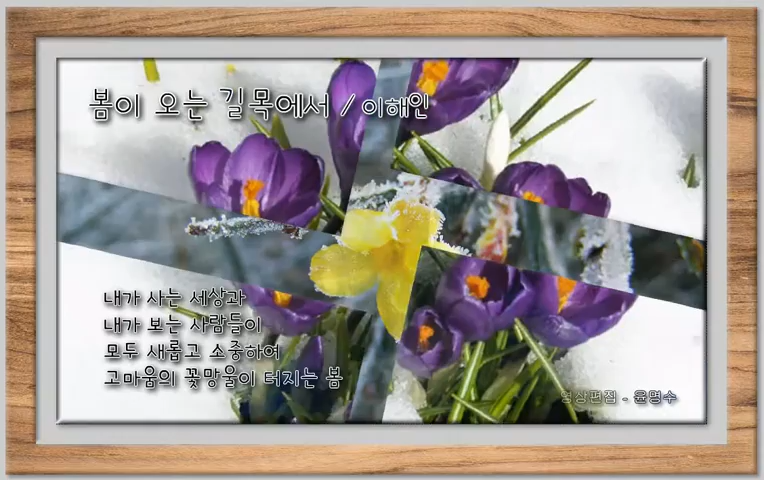 봄이 오는 길목에서 / 이해인
내가 사는 세상과
내가 보는 사람들이
모두 새롭고 소중하여
고마움의 꽃망울이 터지는 봄
영상편집 - 윤명수